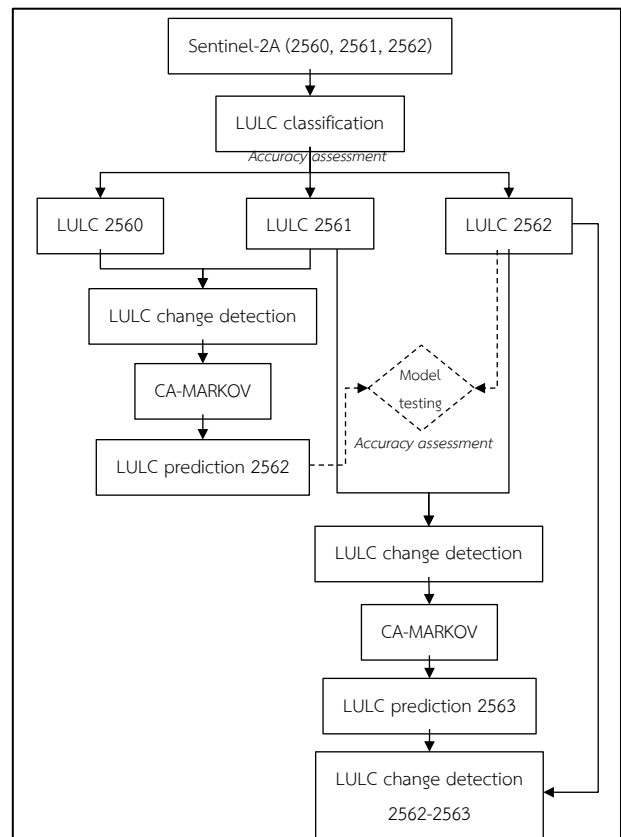 Sentinel-2A (2560, 2561, 2562)
LULC classification
Accuracy assessment
LULC 2560
LULC 2561
LULC 2562
LULC change detection
CA-MARKOV
Model
testing
Accuracy assessment
LULC prediction 2562
LULC change detection
CA-MARKOV
LULC prediction 2563
LULC change detection
2562-2563